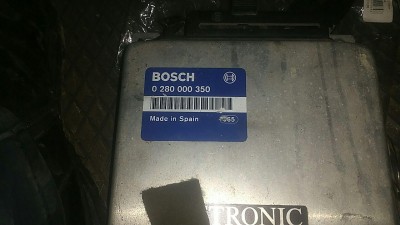 BOSCH
0 280 000 350
Made in Spain
TRONIC